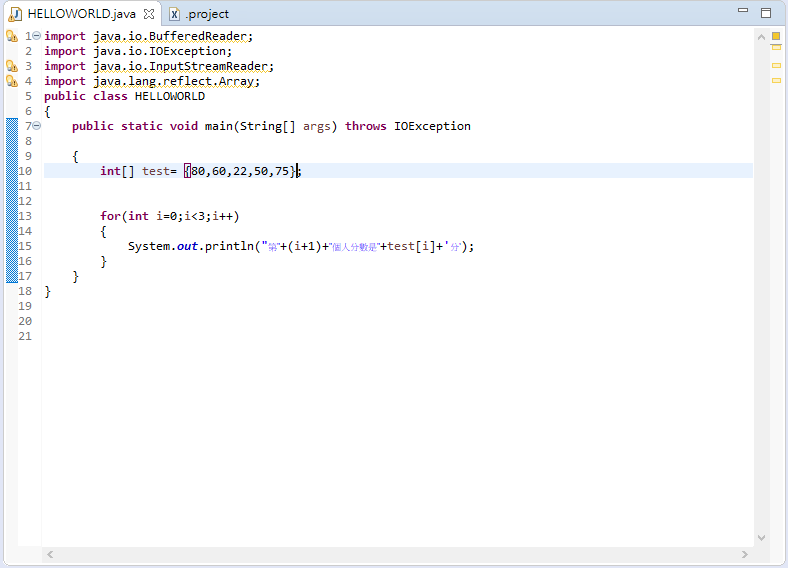 HELLOWORLD.java .project
1 import java.io.BufferedReader;
2 import java.io.IOException;
3 import java.io.InputStreamReader;
4 import java.lang.reflect.Array;
5 public class HELLOWORLD
6 {
7 public static void main(String[] args) throws IOException
8
9 {
10 int[] test= {80,60,22,50,75};
11
12
13 for(int i=0;i<3;i++)
14 {
15 System.out.println("第"+(i+1)+"個人分數是"+test[i]+'分');
16 }
17 }
18 }
19
20
21